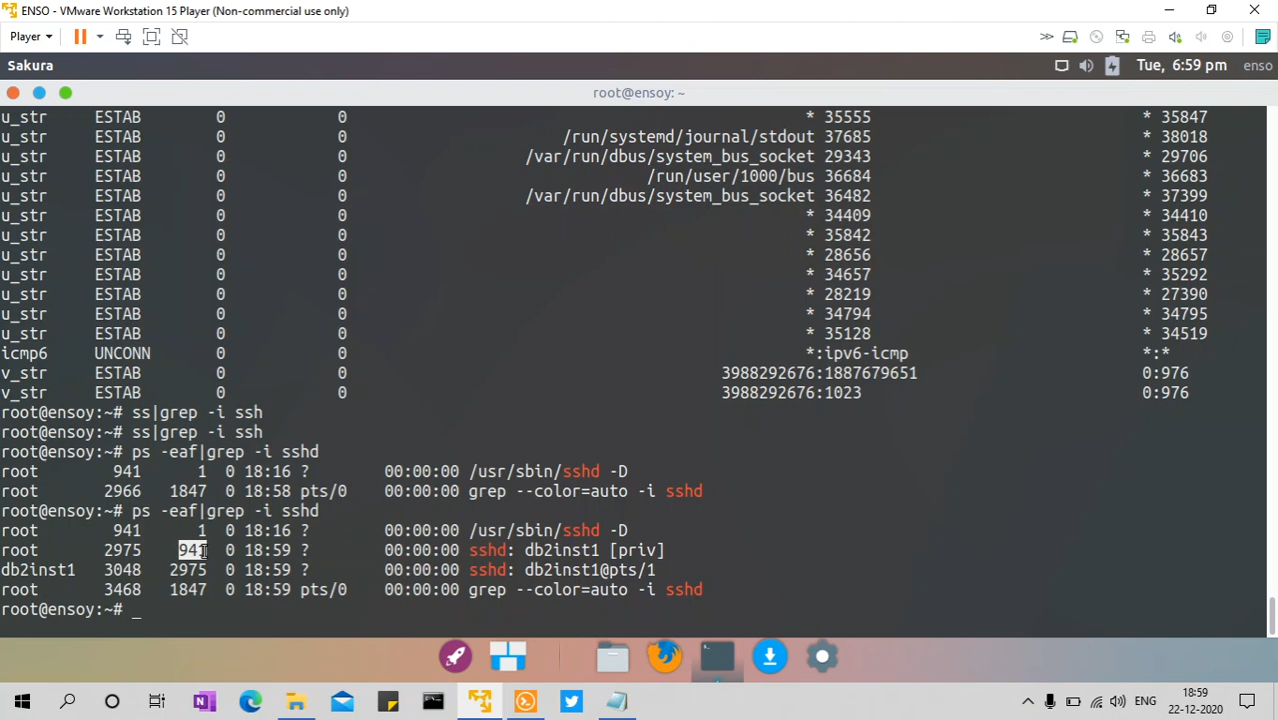 ENSO - VMware Workstation 15 Player (Non-commercial use only)
Player
Sakura
Tue, 6:59 pm
enso
root@ensoy: ~
u_str ESTAB 0 0 * 35555 * 35847
u_str ESTAB 0 0 /run/systemd/journal/stdout 37685 * 38018
u_str ESTAB 0 0 /var/run/dbus/system_bus_socket 29343 * 29706
u_str ESTAB 0 0 /run/user/1000/bus 36684 * 36683
u_str ESTAB 0 0 /var/run/dbus/system_bus_socket 36482 * 37399
u_str ESTAB 0 0 * 34409 * 34410
u_str ESTAB 0 0 * 35842 * 35843
u_str ESTAB 0 0 * 28656 * 28657
u_str ESTAB 0 0 * 34657 * 35292
u_str ESTAB 0 0 * 28219 * 27390
u_str ESTAB 0 0 * 34794 * 34795
u_str ESTAB 0 0 * 35128 * 34519
icmp6 UNCONN 0 0 *:ipv6-icmp *:*
v_str ESTAB 0 0 3988292676:1887679651 0:976
v_str ESTAB 0 0 3988292676:1023 0:976
root@ensoy:~# ss|grep -i ssh
root@ensoy:~# ss|grep -i ssh
root@ensoy:~# ps -eaf|grep -i sshd
root 941 1 0 18:16 ? 00:00:00 /usr/sbin/sshd -D
root 2966 1847 0 18:58 pts/0 00:00:00 grep --color=auto -i sshd
root@ensoy:~# ps -eaf|grep -i sshd
root 941 1 0 18:16 ? 00:00:00 /usr/sbin/sshd -D
root 2975 941 0 18:59 ? 00:00:00 sshd: db2inst1 [priv]
db2inst1 3048 2975 0 18:59 ? 00:00:00 sshd: db2inst1@pts/1
root 3468 1847 0 18:59 pts/0 00:00:00 grep --color=auto -i sshd
root@ensoy:~# _
ENG
18:59
22-12-2020